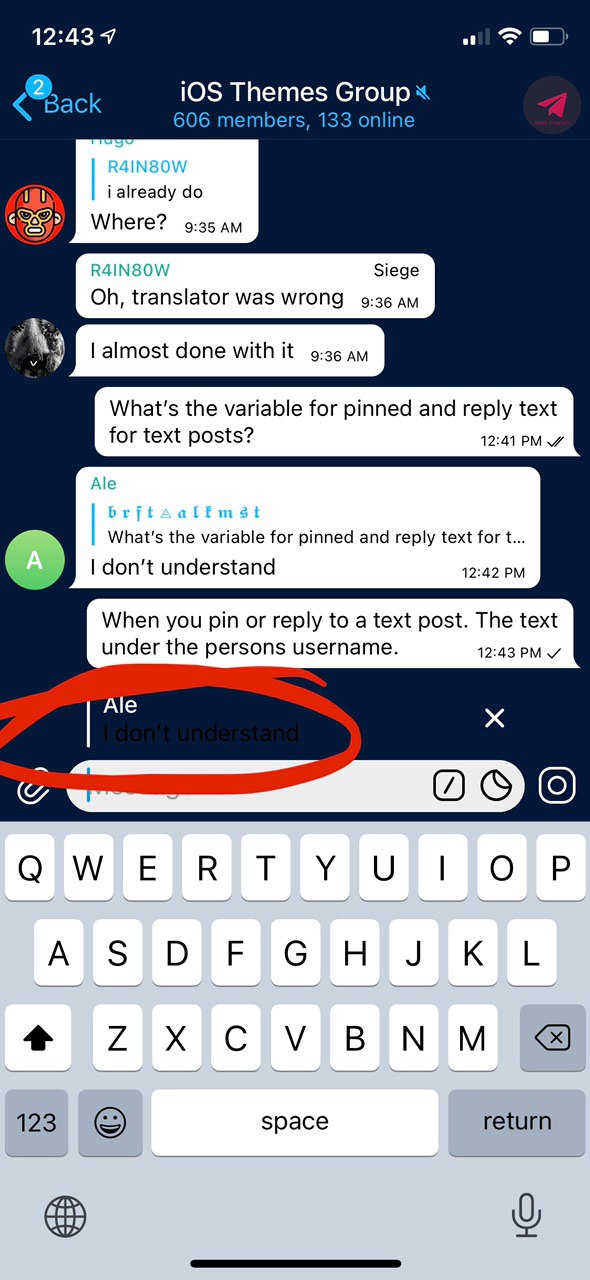 12:43
2
Back
iOS Themes Group
606 members, 133 online
Hugo
R4IN80W
i already do
Where? 9:35 AM
R4IN80W Siege
Oh, translator was wrong 9:36 AM
I almost done with it 9:36 AM
What’s the variable for pinned and reply text
for text posts? 12:41 PM
Ale
𝖇 𝖗 𝖋 𝖙 ⟁ 𝖆 𝖑 𝖐 𝖒 𝖘 𝖙
What’s the variable for pinned and reply text for t...
A
I don’t understand 12:42 PM
When you pin or reply to a text post. The text
under the persons username. 12:43 PM
Ale
I don’t understand
Message
Q W E R T Y U I O P
A S D F G H J K L
Z X C V B N M
123 space return